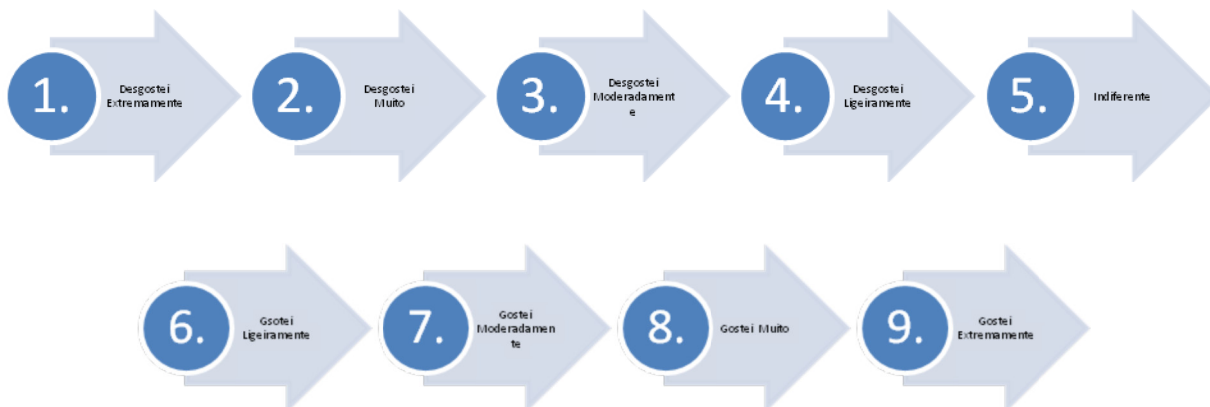 1.
Desgostei
Extremamente
2.
Desgostei
Muito
3.
Desgostei
Moderadament
e
4.
Desgostei
Ligeiramente
5.
Indiferente
6.
Gsotei
Ligeiramente
7.
Gostei
Moderadamen
te
8.
Gostei Muito
9.
Gostei
Extremamente